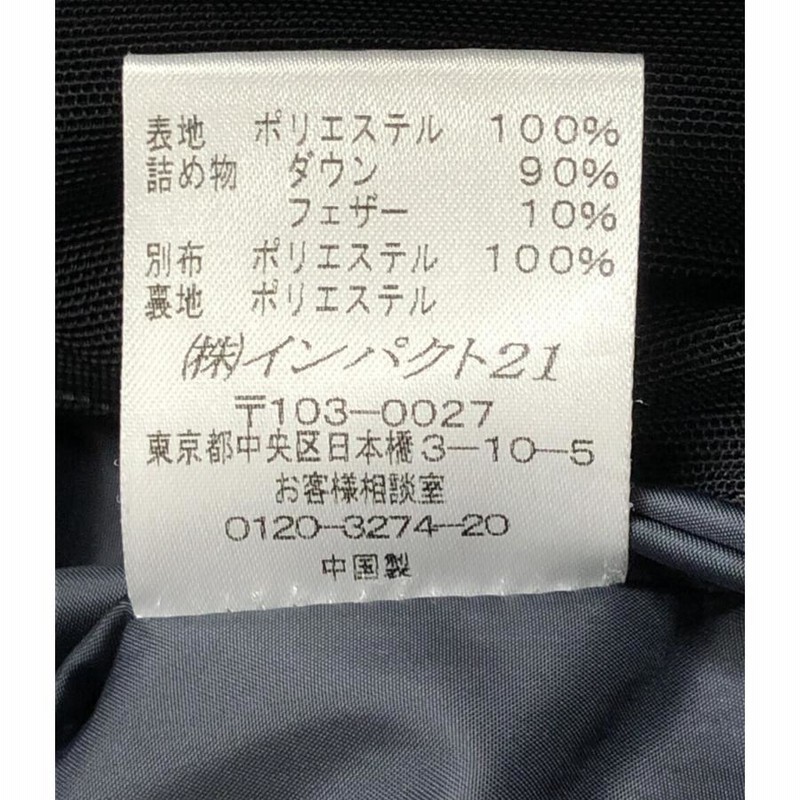 表地 ポリエステル 100%
詰め物 ダウン 90%
フェザー 10%
別布 ポリエステル 100%
裏地 ポリエステル
(株)インパクト21
〒103-0027
東京都中央区日本橋3-10-5
お客様相談室
0120-3274-20
中国製